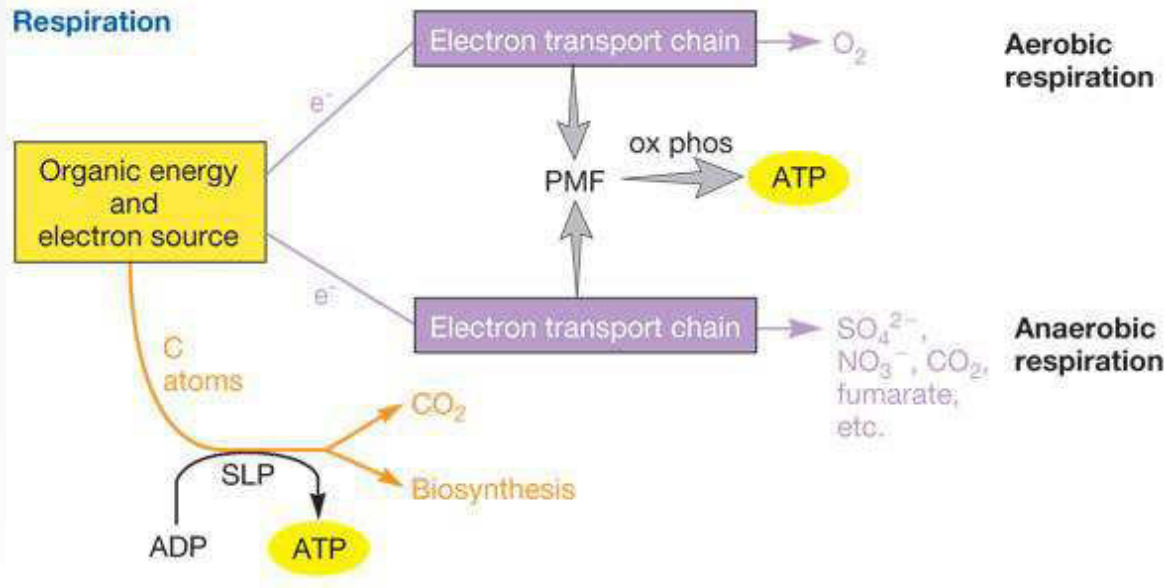 Respiration
Electron transport chain
O₂
Aerobic
respiration
e⁻
ox phos
Organic energy
and
electron source
PMF
ATP
e⁻
Electron transport chain
SO₄²⁻,
NO₃⁻, CO₂,
fumarate,
etc.
Anaerobic
respiration
C
atoms
CO₂
SLP
Biosynthesis
ADP
ATP